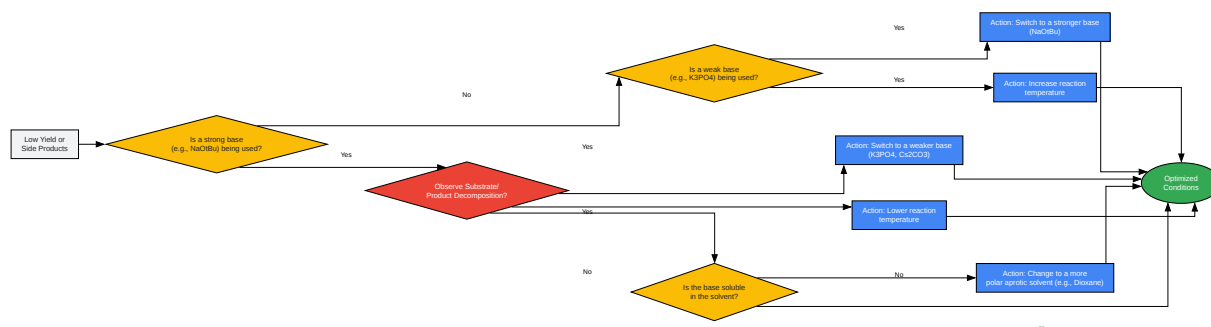 Action: Switch to a stronger base
(NaOtBu)
Yes
Is a weak base
(e.g., K3PO4) being used?
Yes
Action: Increase reaction
temperature
No
Low Yield or
Side Products
Is a strong base
(e.g., NaOtBu) being used?
Yes
Yes
Action: Switch to a weaker base
(K3PO4, Cs2CO3)
Observe Substrate/
Product Decomposition?
Optimized
Conditions
Yes
Action: Lower reaction
temperature
No
Is the base soluble
in the solvent?
No
Action: Change to a more
polar aprotic solvent (e.g., Dioxane)